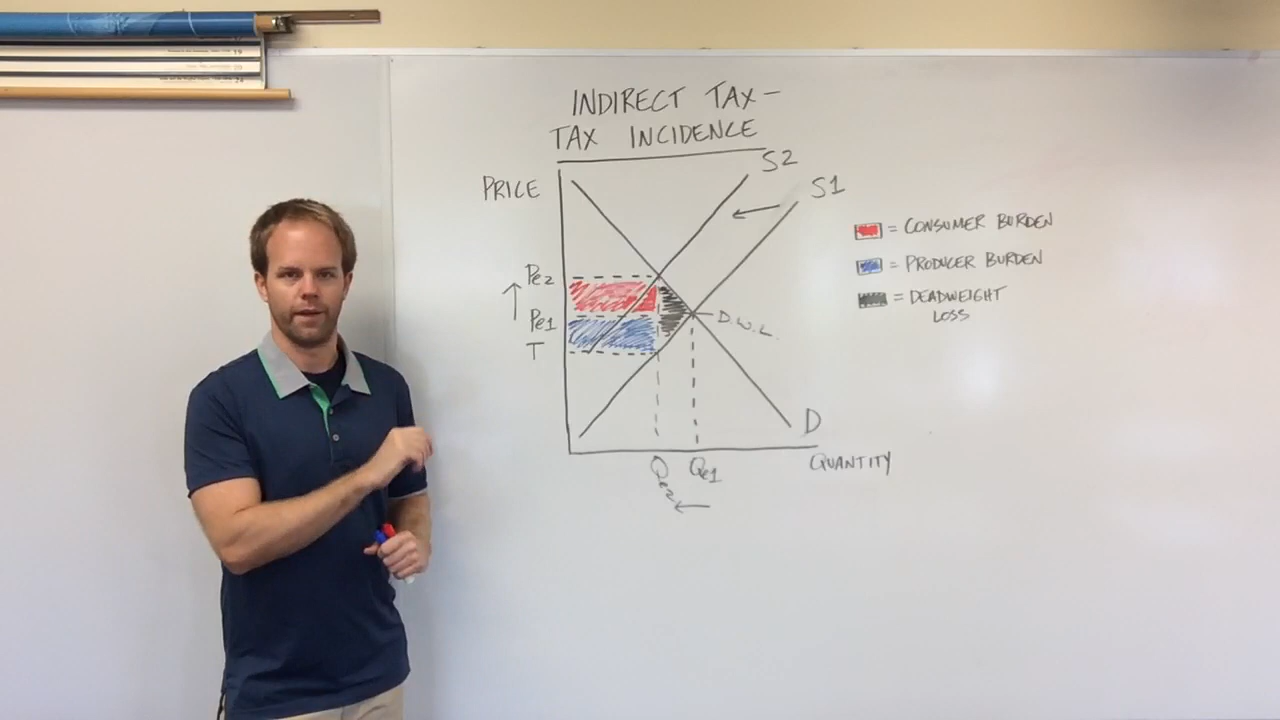 INDIRECT TAX -
TAX INCIDENCE
S2
PRICE
S1
= CONSUMER BURDEN
= PRODUCER BURDEN
Pe2
= DEADWEIGHT
LOSS
Pe1
D.W.L.
T
D
Qe2
Qe1
QUANTITY